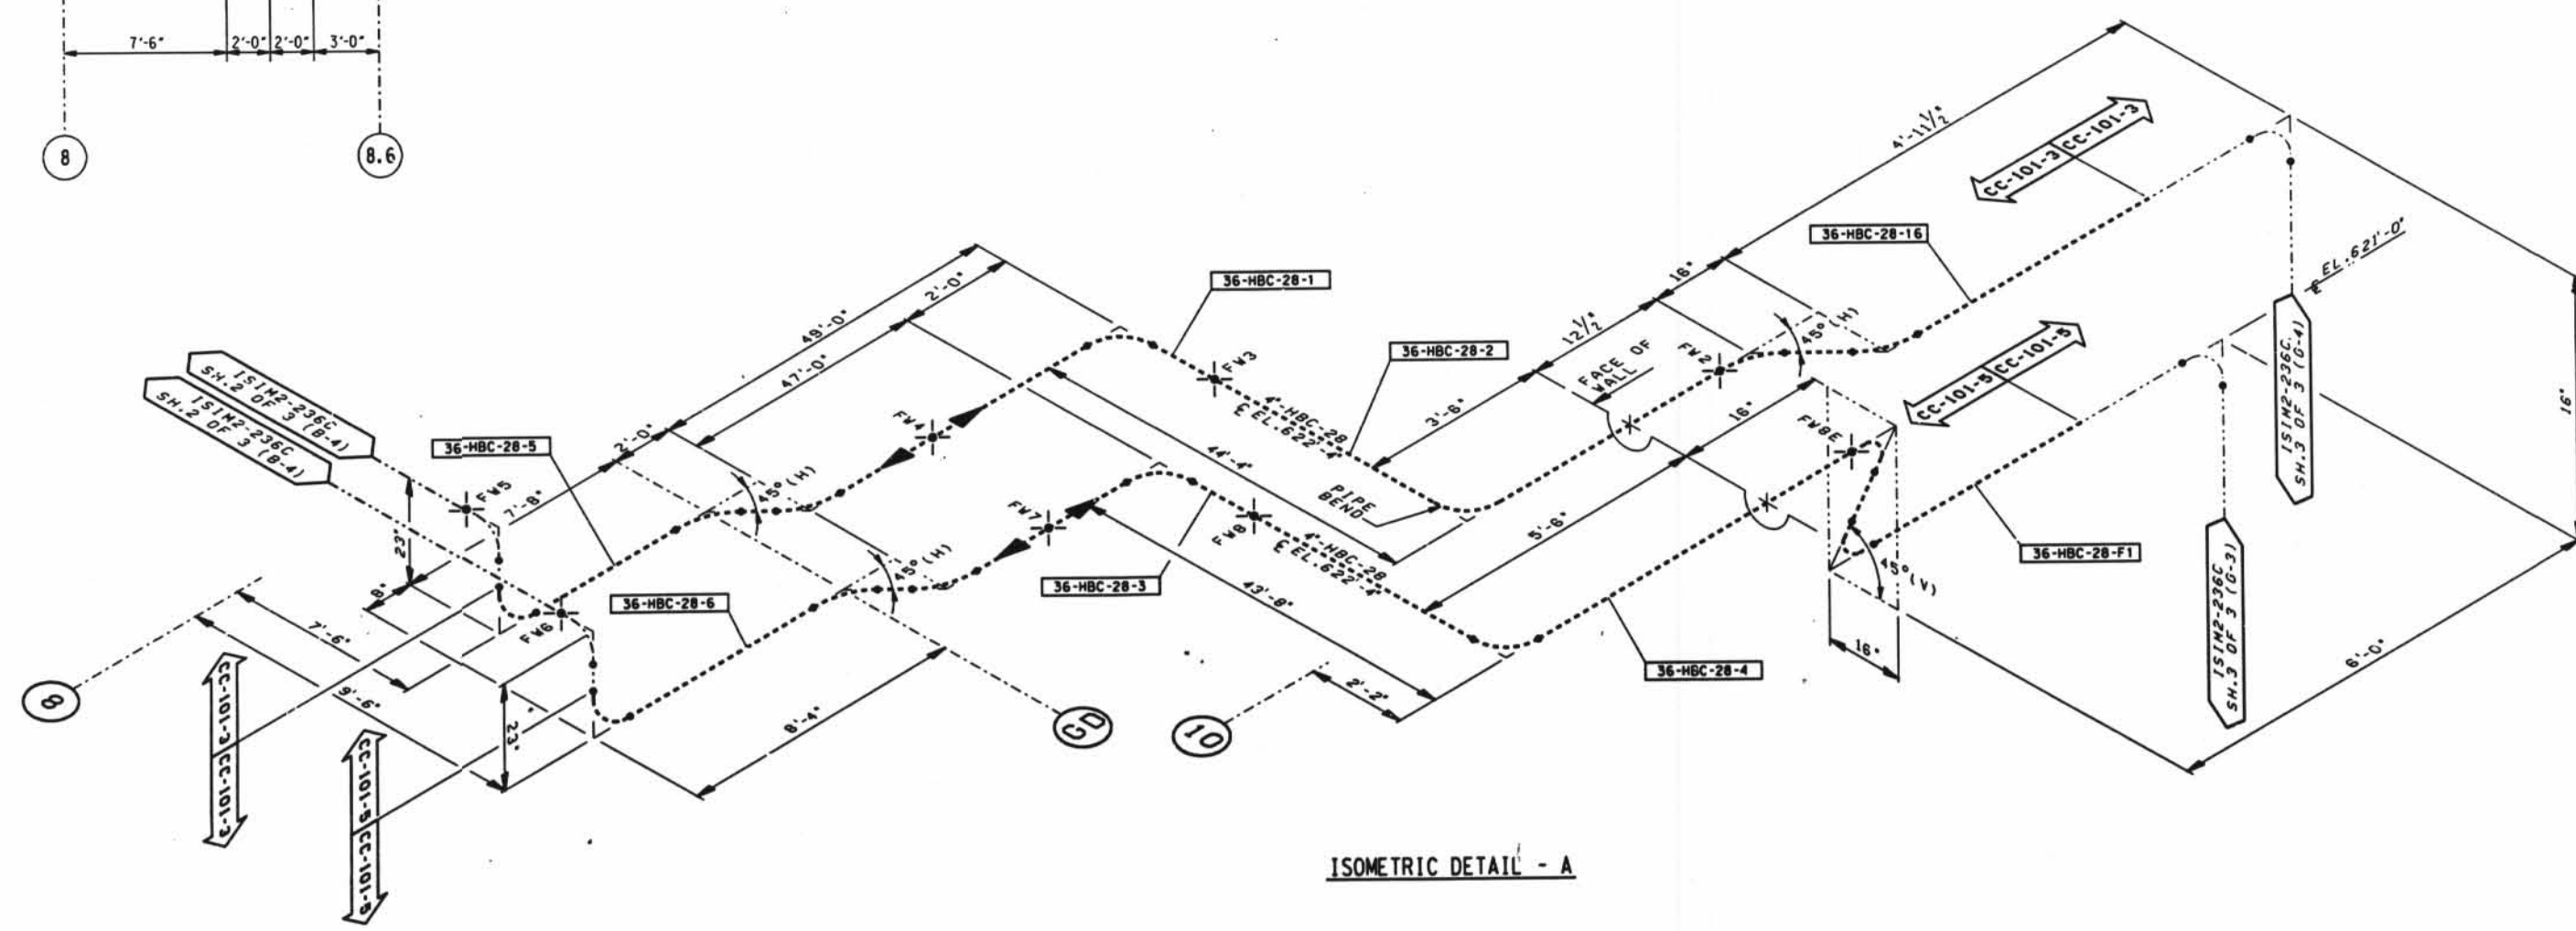 7'-6"
2'-0"
2'-0"
3'-0"
8
8.6
4'-11½"
CC-101-3
CC-101-3
36-HBC-28-16
16"
12½"
45°(H)
EL.621'-0"
℄
36-HBC-28-1
2'-0"
49'-0"
47'-0"
FW3
36-HBC-28-2
FACE OF
WALL
FW2
CC-101-5
CC-101-5
ISIM2-236C
SH.3 OF 3 (G-4)
16"
ISIM2-236C
SH.2 OF 3 (B-4)
ISIM2-236C
SH.2 OF 3 (B-4)
36-HBC-28-5
2'-0"
FW4
4"-HBC-28
℄ EL.622'-4"
3'-6"
16"
FW8E
FW5
7'-8"
45°(H)
44'-4"
PIPE
BEND
23"
FW7
5'-6"
36-HBC-28-F1
45°(V)
ISIM2-236C
SH.3 OF 3 (G-3)
8"
45°(H)
FW8
4"-HBC-28
℄ EL.622'-4"
36-HBC-28-3
36-HBC-28-6
FW6
43'-8"
7'-6"
9'-6"
16"
6'-0"
36-HBC-28-4
8
CC-101-3
CC-101-3
23"
8'-4"
GD
10
2'-2"
CC-101-5
CC-101-5
ISOMETRIC DETAIL - A